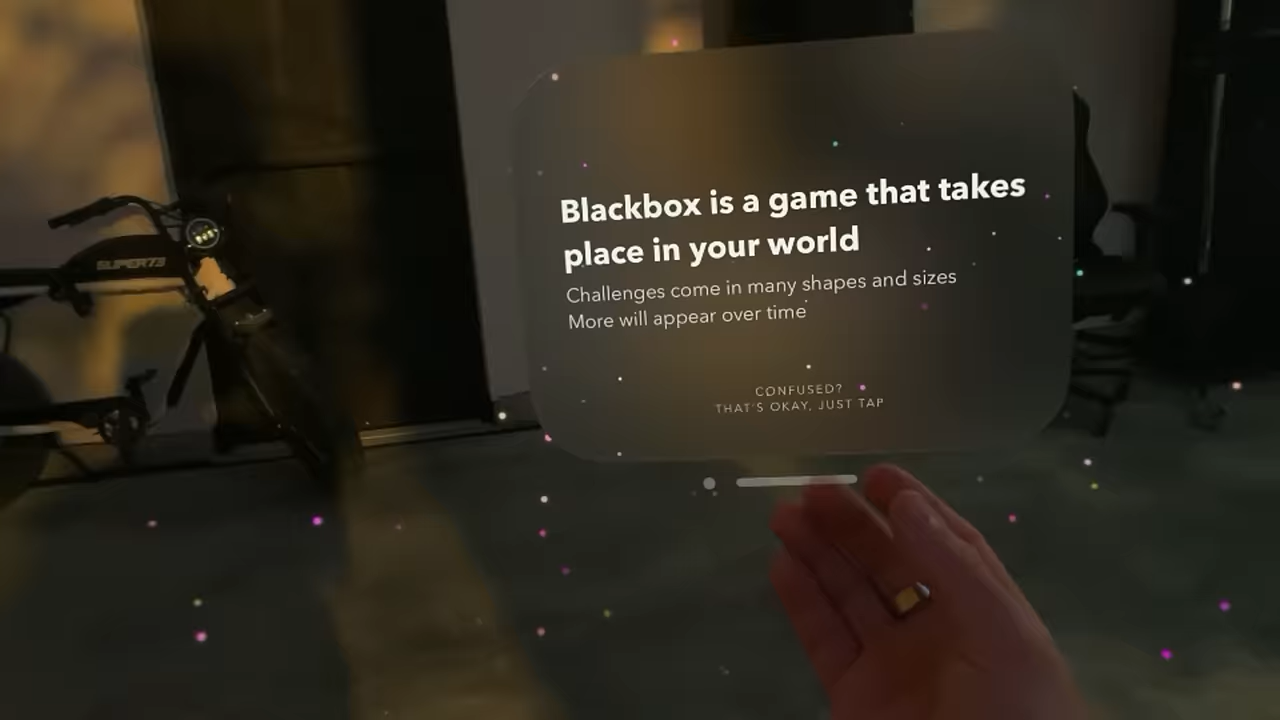 SUPER73
Blackbox is a game that takes
place in your world
Challenges come in many shapes and sizes
More will appear over time
CONFUSED?
THAT'S OKAY, JUST TAP